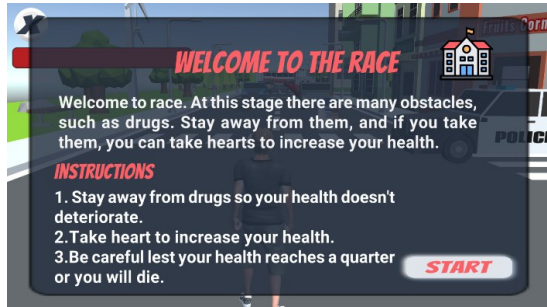 X
Fruits Corn
WELCOME TO THE RACE
Welcome to race. At this stage there are many obstacles,
such as drugs. Stay away from them, and if you take
them, you can take hearts to increase your health.
POLICE
INSTRUCTIONS
1. Stay away from drugs so your health doesn't
deteriorate.
2.Take heart to increase your health.
3.Be careful lest your health reaches a quarter
or you will die.
START